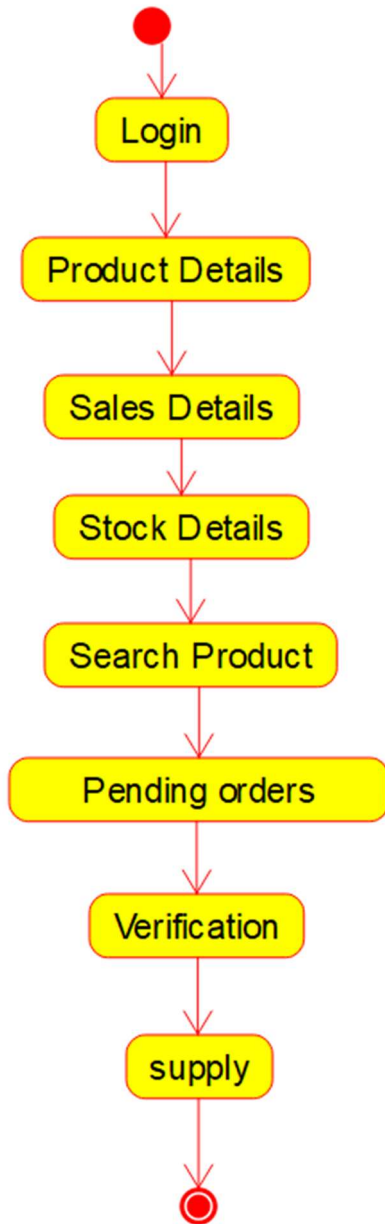 Login
Product Details
Sales Details
Stock Details
Search Product
Pending orders
Verification
supply